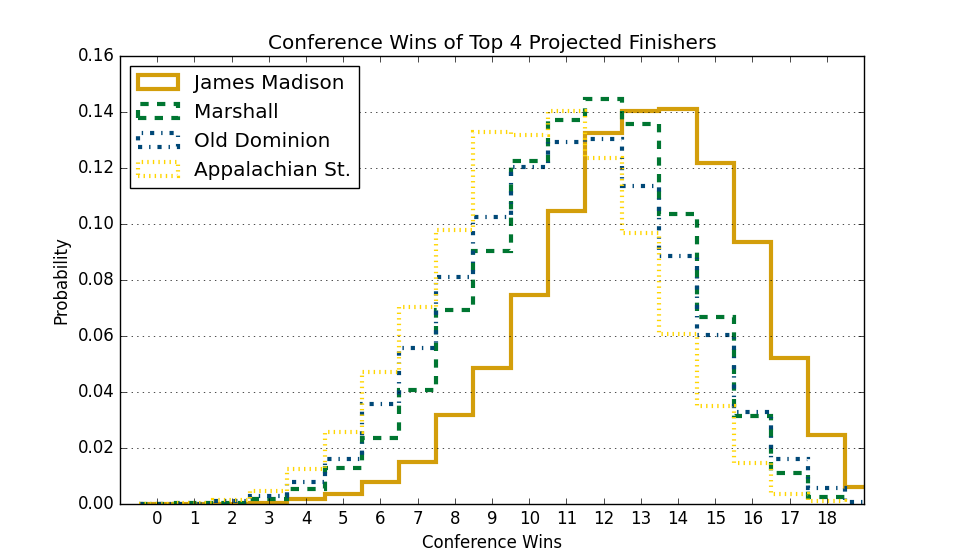 Conference Wins of Top 4 Projected Finishers
James Madison
Marshall
Old Dominion
Appalachian St.
0.16
0.14
0.12
0.10
0.08
0.06
0.04
0.02
0.00
Probability
0 1 2 3 4 5 6 7 8 9 10 11 12 13 14 15 16 17 18
Conference Wins